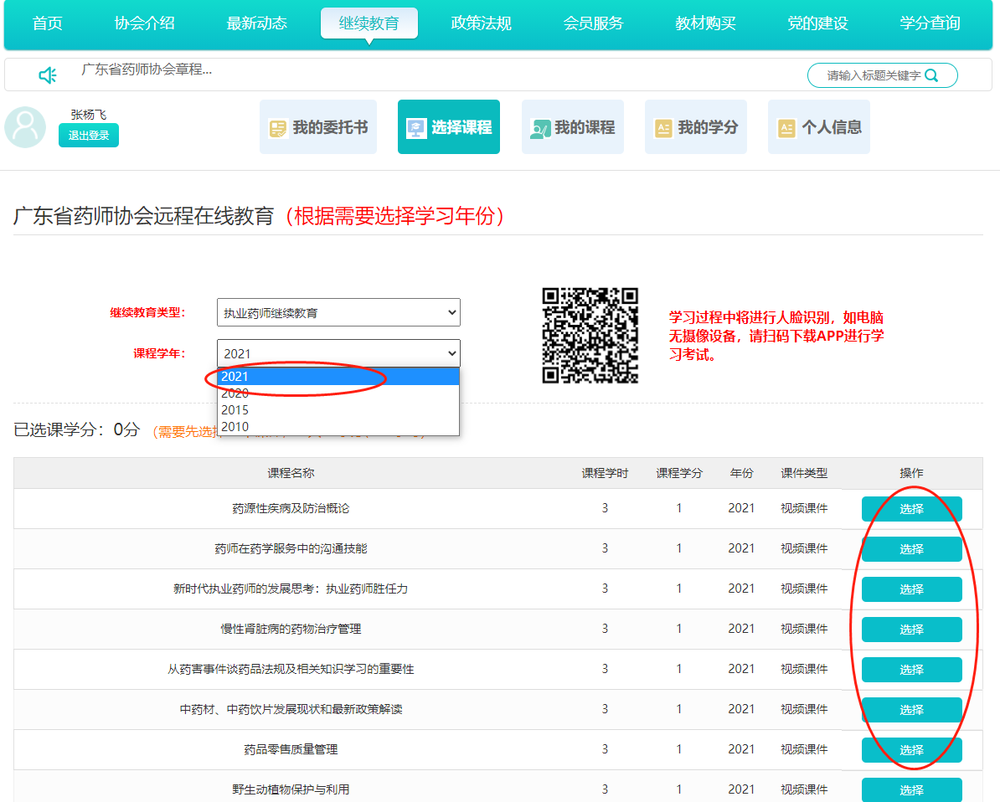 首页 协会介绍 最新动态 继续教育 政策法规 会员服务 教材购买 党的建设 学分查询
广东省药师协会章程... 请输入标题关键字
张杨飞
退出登录
我的委托书 选择课程 我的课程 我的学分 个人信息
广东省药师协会远程在线教育（根据需要选择学习年份）
继续教育类型： 执业药师继续教育
课程学年： 2021
2021
2020
2015
2010
学习过程中将进行人脸识别，如电脑
无摄像设备，请扫码下载APP进行学
习考试。
已选课学分：0分 （需要先选择
课程名称 课程学时 课程学分 年份 课件类型 操作
药源性疾病及防治概论 3 1 2021 视频课件 选择
药师在药学服务中的沟通技能 3 1 2021 视频课件 选择
新时代执业药师的发展思考：执业药师胜任力 3 1 2021 视频课件 选择
慢性肾脏病的药物治疗管理 3 1 2021 视频课件 选择
从药害事件谈药品法规及相关知识学习的重要性 3 1 2021 视频课件 选择
中药材、中药饮片发展现状和最新政策解读 3 1 2021 视频课件 选择
药品零售质量管理 3 1 2021 视频课件 选择
野生动植物保护与利用 3 1 2021 视频课件 选择